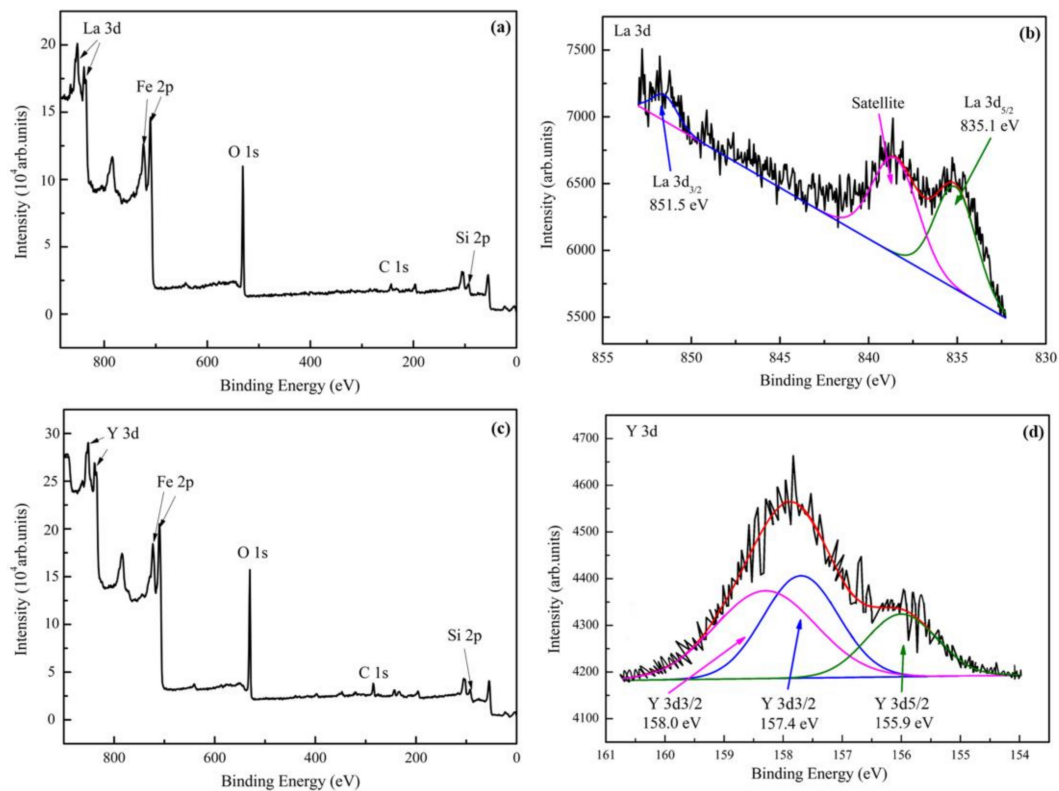 (a)
La 3d
Fe 2p
O 1s
C 1s
Si 2p
Intensity (10⁴ arb.units)
20
15
10
5
0
800 600 400 200 0
Binding Energy (eV)
(b)
La 3d
Satellite
La 3d₅/₂
835.1 eV
La 3d₃/₂
851.5 eV
Intensity (arb.units)
7500
7000
6500
6000
5500
855 850 845 840 835 830
Binding Energy (eV)
(c)
Y 3d
Fe 2p
O 1s
C 1s
Si 2p
Intensity (10⁴arb.units)
30
25
20
15
10
5
0
800 600 400 200 0
Binding Energy (eV)
(d)
Y 3d
Y 3d3/2
158.0 eV
Y 3d3/2
157.4 eV
Y 3d5/2
155.9 eV
Intensity (arb.units)
4700
4600
4500
4400
4300
4200
4100
161 160 159 158 157 156 155 154
Binding Energy (eV)